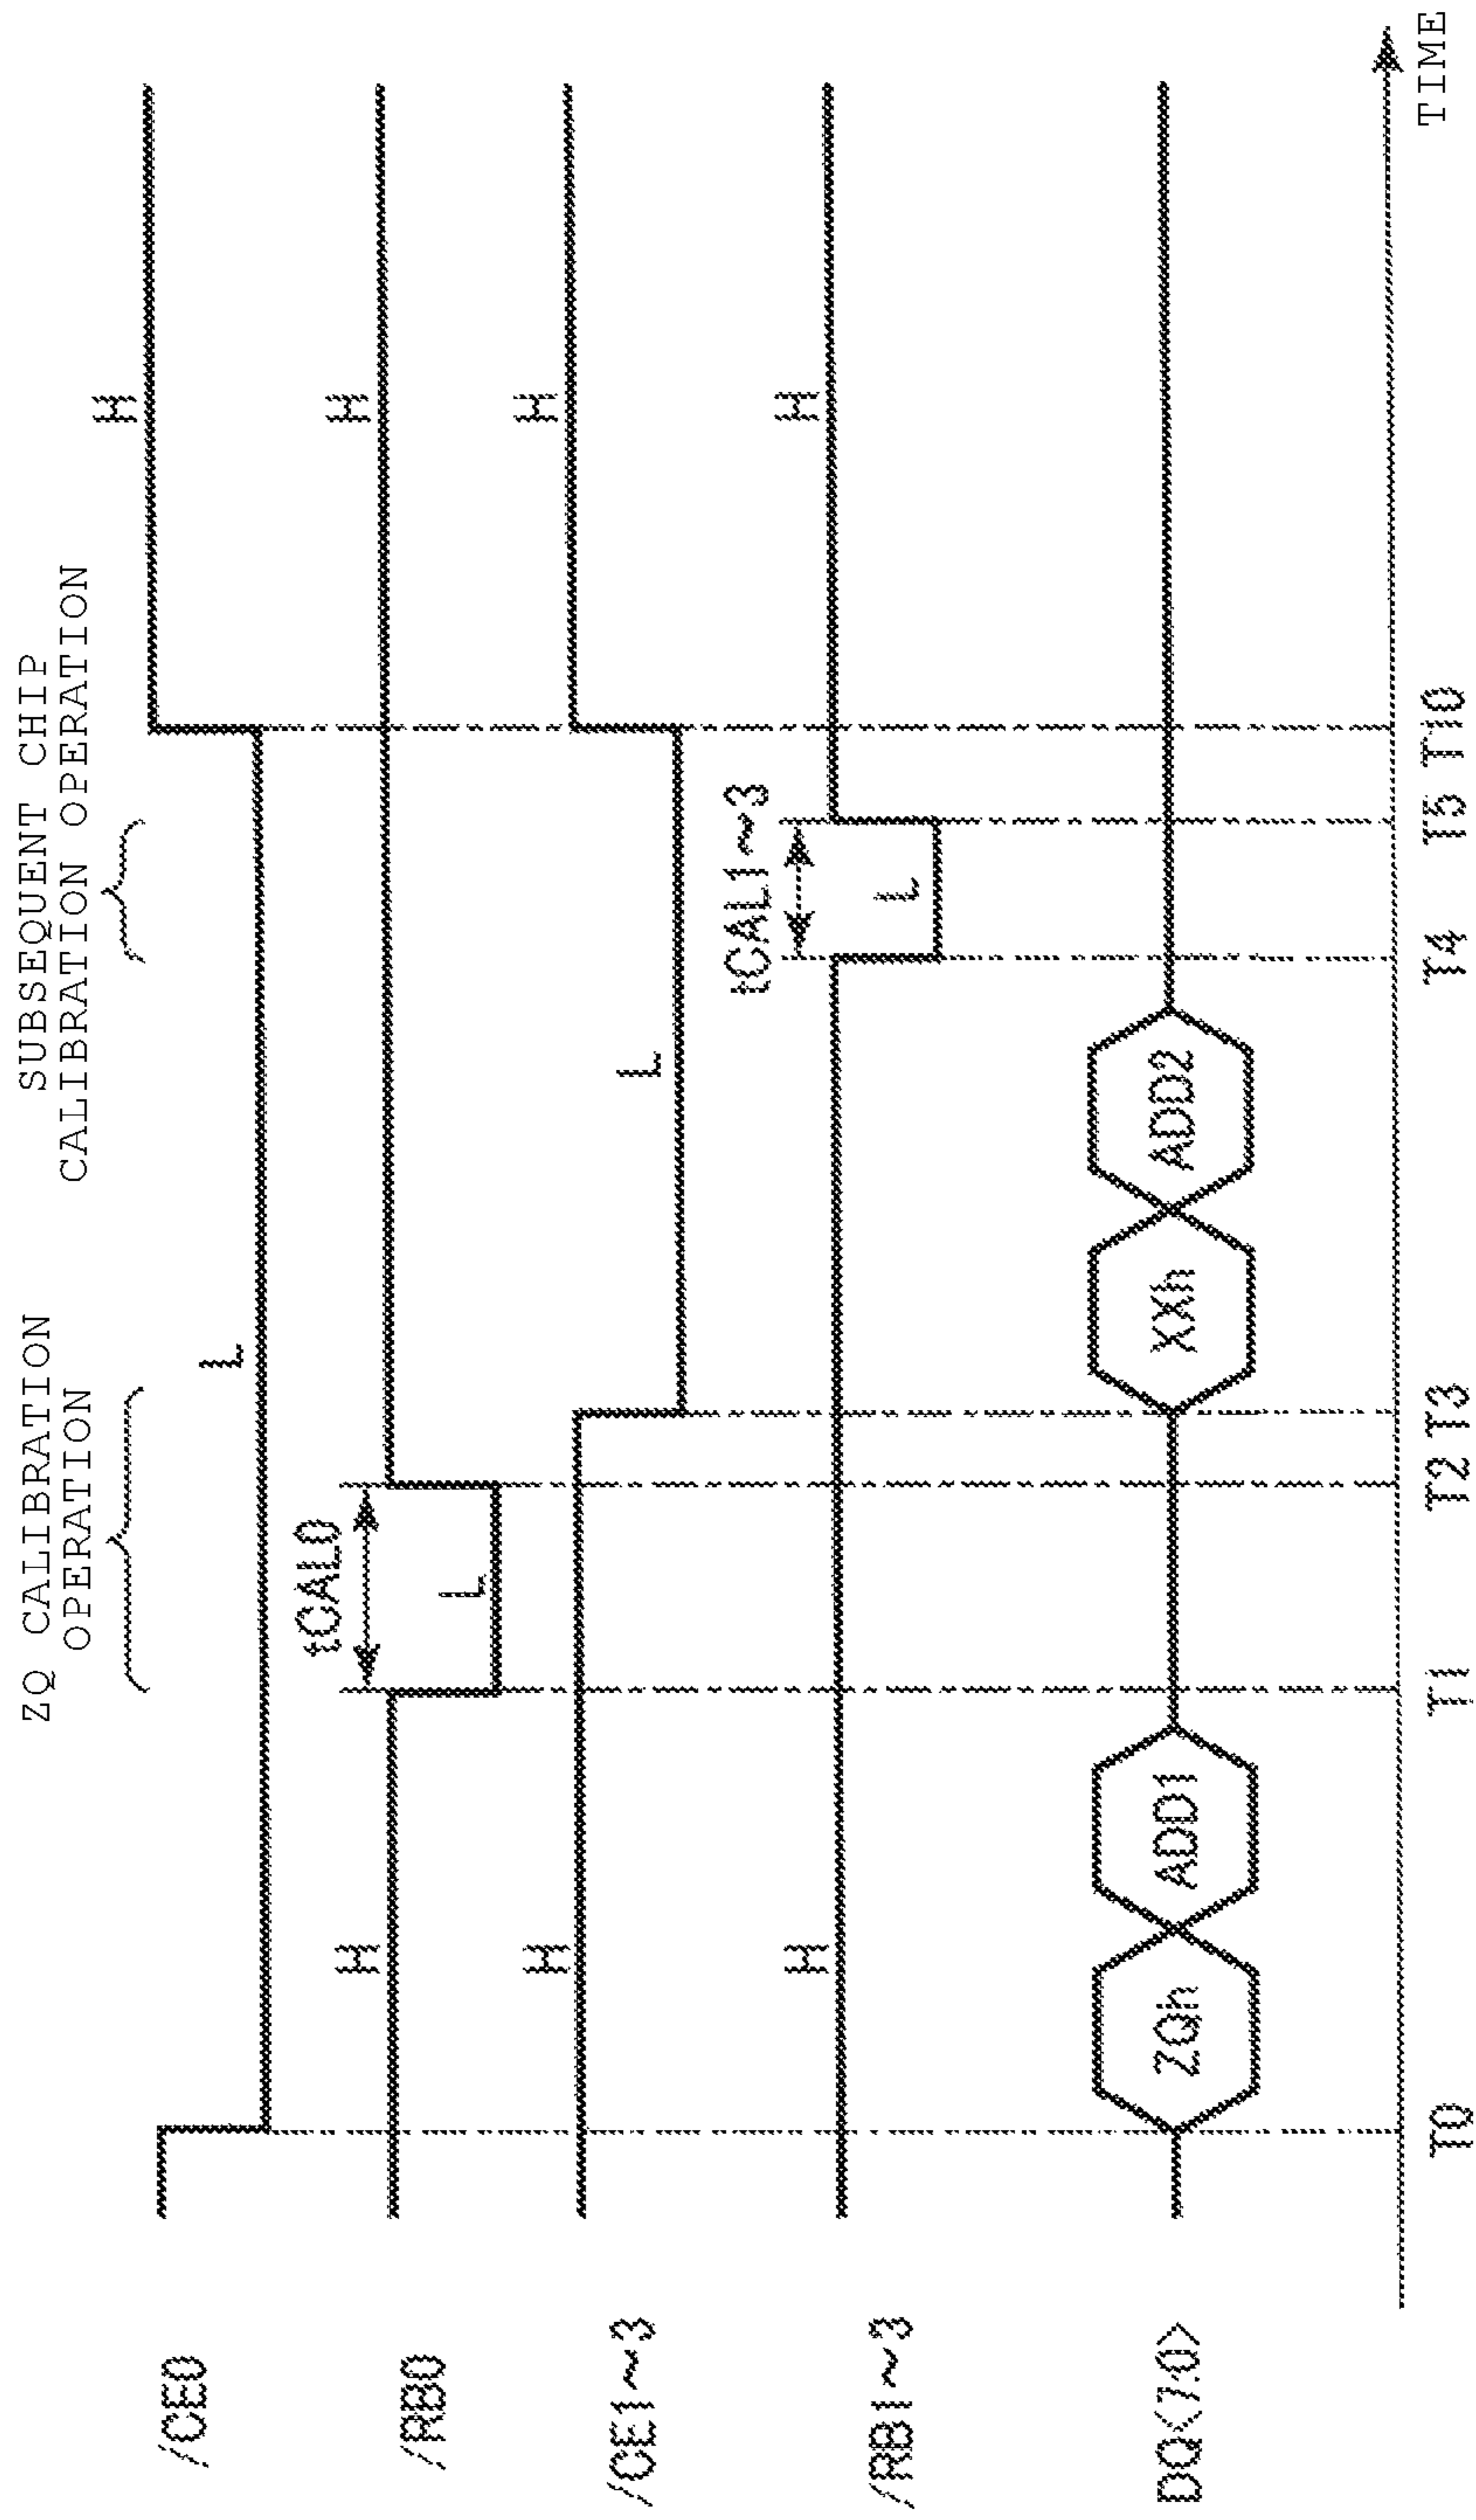 ZQ CALIBRATION
OPERATION
SUBSEQUENT CHIP
CALIBRATION OPERATION
/CE0
L
H
/RB0
H
tCAL0
L
H
/CE1~3
H
L
H
/RB1~3
H
tCAL1~3
L
H
DQ<7:0>
ZQh
ADD1
XXh
ADD2
T0
T1
T2
T3
T4
T5
T10
TIME